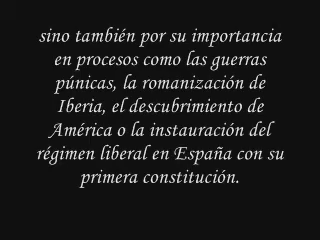 sino también por su importancia
en procesos como las guerras
púnicas, la romanización de
Iberia, el descubrimiento de
América o la instauración del
régimen liberal en España con su
primera constitución.